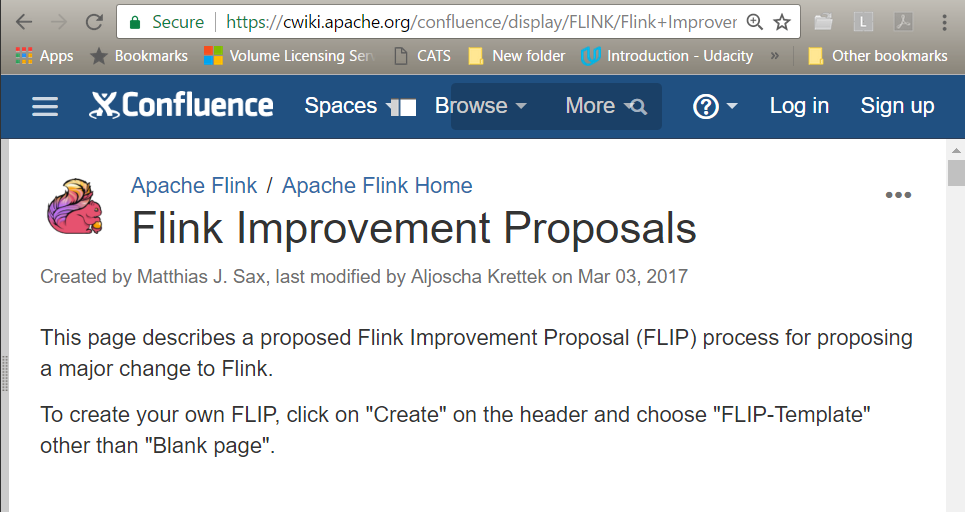 Secure https://cwiki.apache.org/confluence/display/FLINK/Flink+Improver
Apps Bookmarks Volume Licensing Ser CATS New folder Introduction - Udacity » Other bookmarks
Confluence Spaces Browse More ? Log in Sign up
Apache Flink / Apache Flink Home
Flink Improvement Proposals
Created by Matthias J. Sax, last modified by Aljoscha Krettek on Mar 03, 2017
This page describes a proposed Flink Improvement Proposal (FLIP) process for proposing
a major change to Flink.
To create your own FLIP, click on "Create" on the header and choose "FLIP-Template"
other than "Blank page".